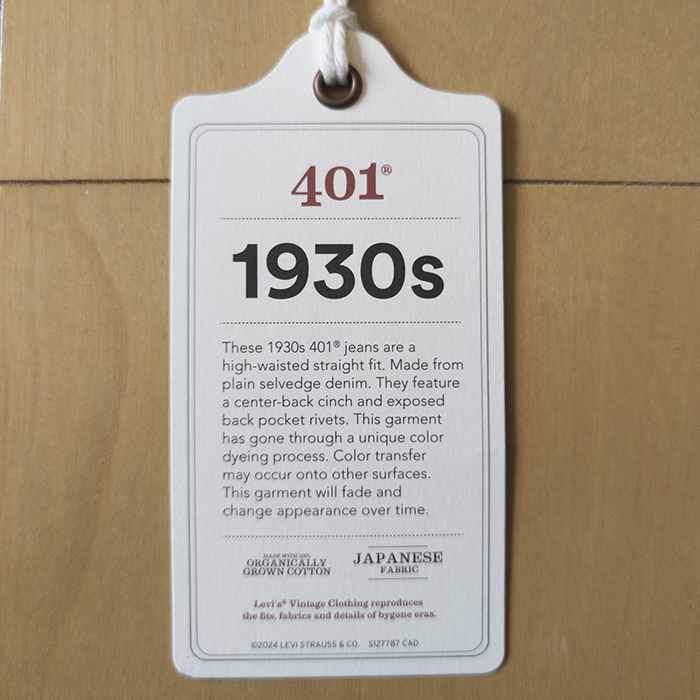 401®
1930s
These 1930s 401® jeans are a
high-waisted straight fit. Made from
plain selvedge denim. They feature
a center-back cinch and exposed
back pocket rivets. This garment
has gone through a unique color
dyeing process. Color transfer
may occur onto other surfaces.
This garment will fade and
change appearance over time.
MADE WITH 100%
ORGANICALLY
GROWN COTTON
JAPANESE
FABRIC
Levi's® Vintage Clothing reproduces
the fits, fabrics and details of bygone eras.
©2024 LEVI STRAUSS & CO. S127787 CAD